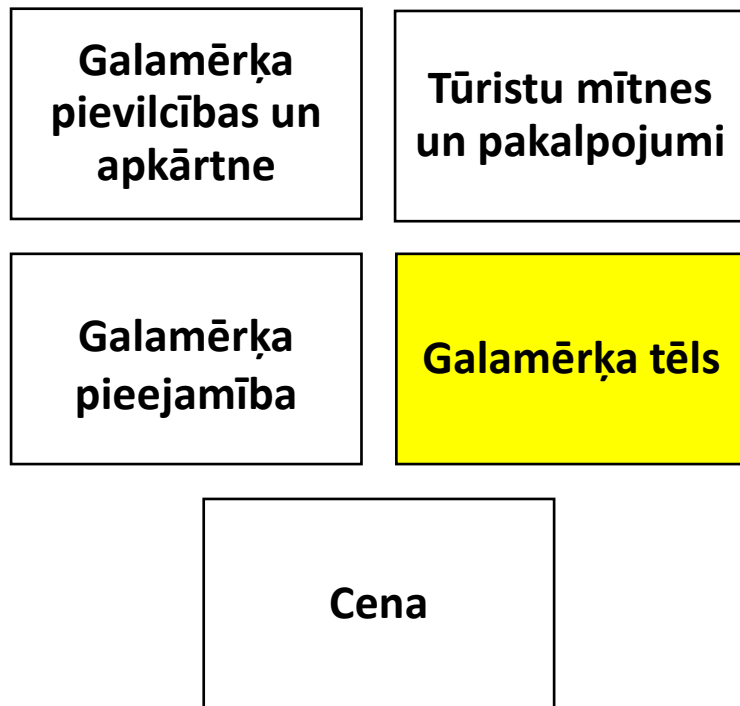 Galamērķa
pievilcības un
apkārtne
Tūristu mītnes
un pakalpojumi
Galamērķa
pieejamība
Galamērķa tēls
Cena